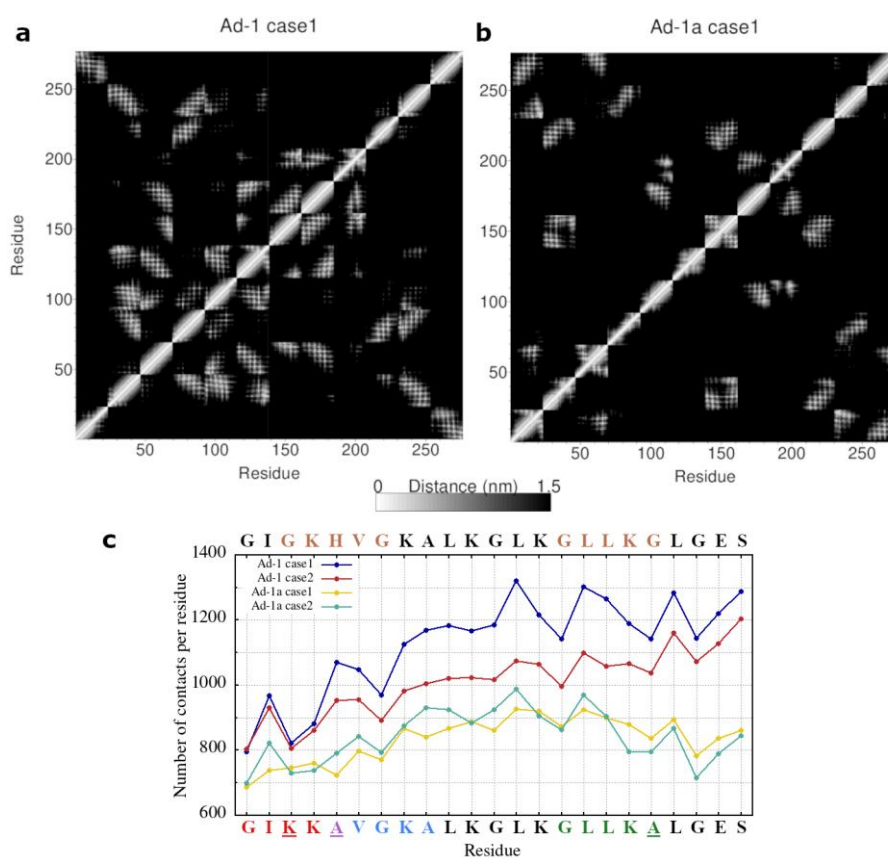 a
Ad-1 case1
b
Ad-1a case1
Residue
250
200
150
100
50
50 100 150 200 250
Residue
250
200
150
100
50
50 100 150 200 250
Residue
0 Distance (nm) 1.5
c
G I G K H V G K A L K G L K G L L K G L G E S
Number of contacts per residue
1400
1200
1000
800
600
Ad-1 case1
Ad-1 case2
Ad-1a case1
Ad-1a case2
G I K K A V G K A L K G L K G L L K A L G E S
Residue